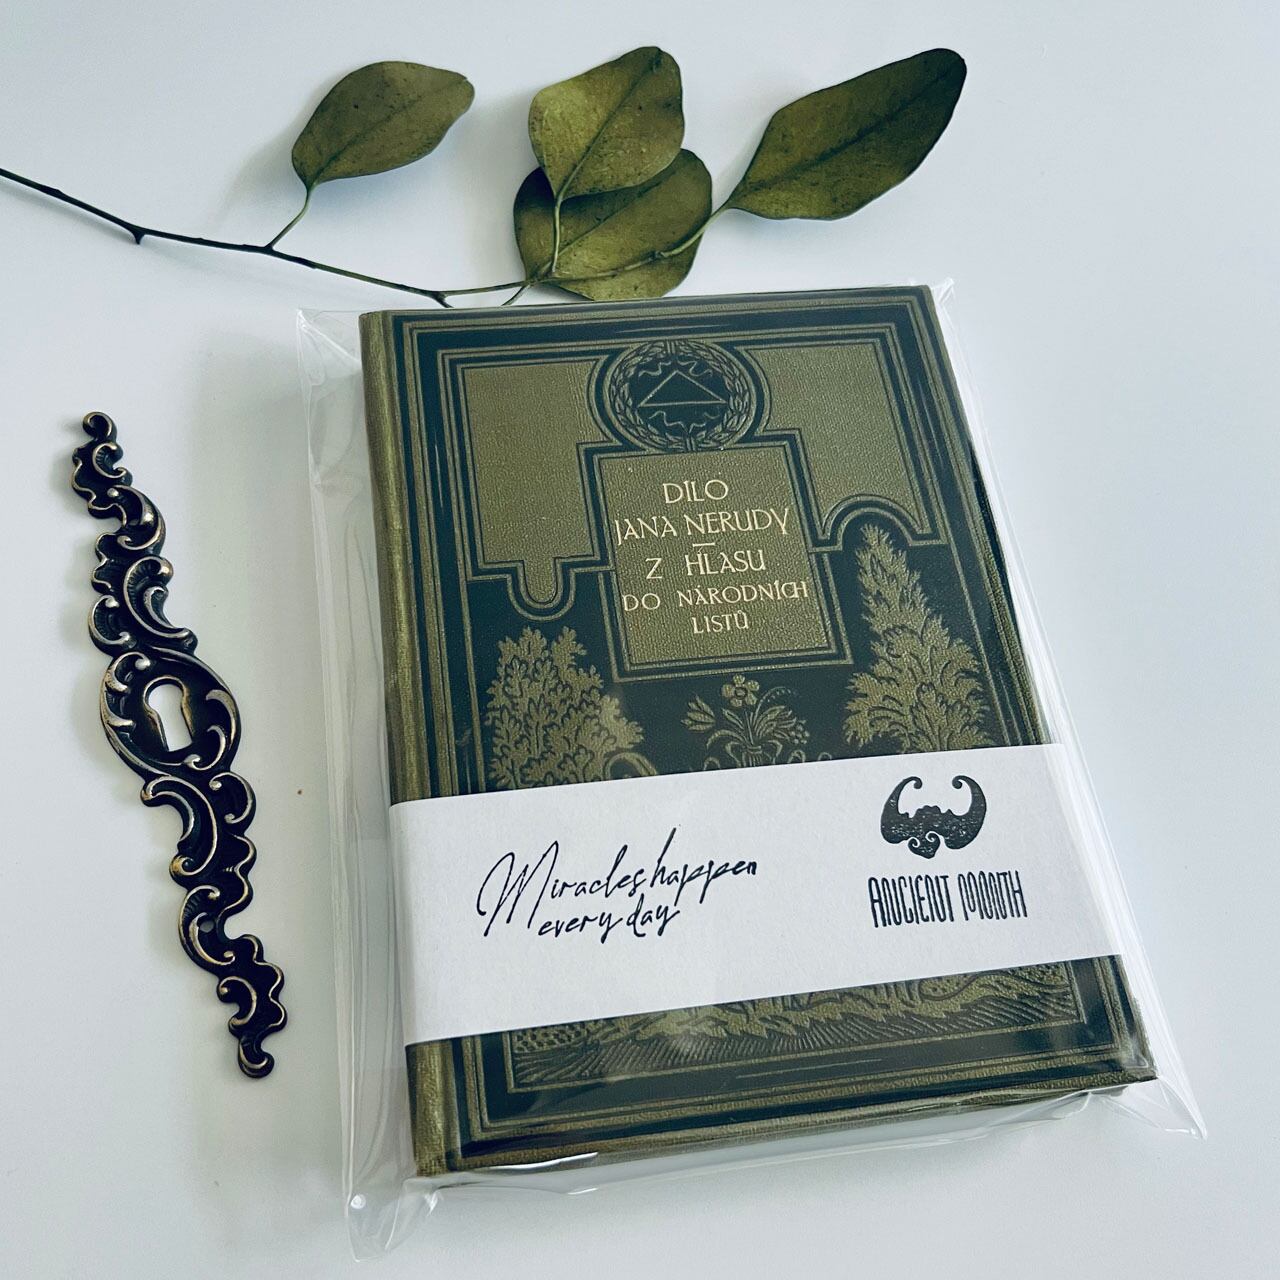 DÍLO
JANA NERUDY
Z HLASU
DO NÁRODNÍCH
LISTŮ
Miracles happen
every day
ANCIENT MONTH